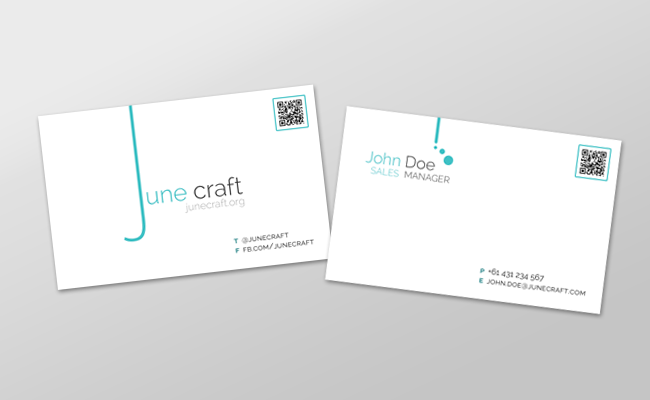 June craft
junecraft.org
T @JUNECRAFT
F FB.COM/JUNECRAFT
John Doe
SALES MANAGER
P +61 431 234 567
E JOHN.DOE@JUNECRAFT.COM